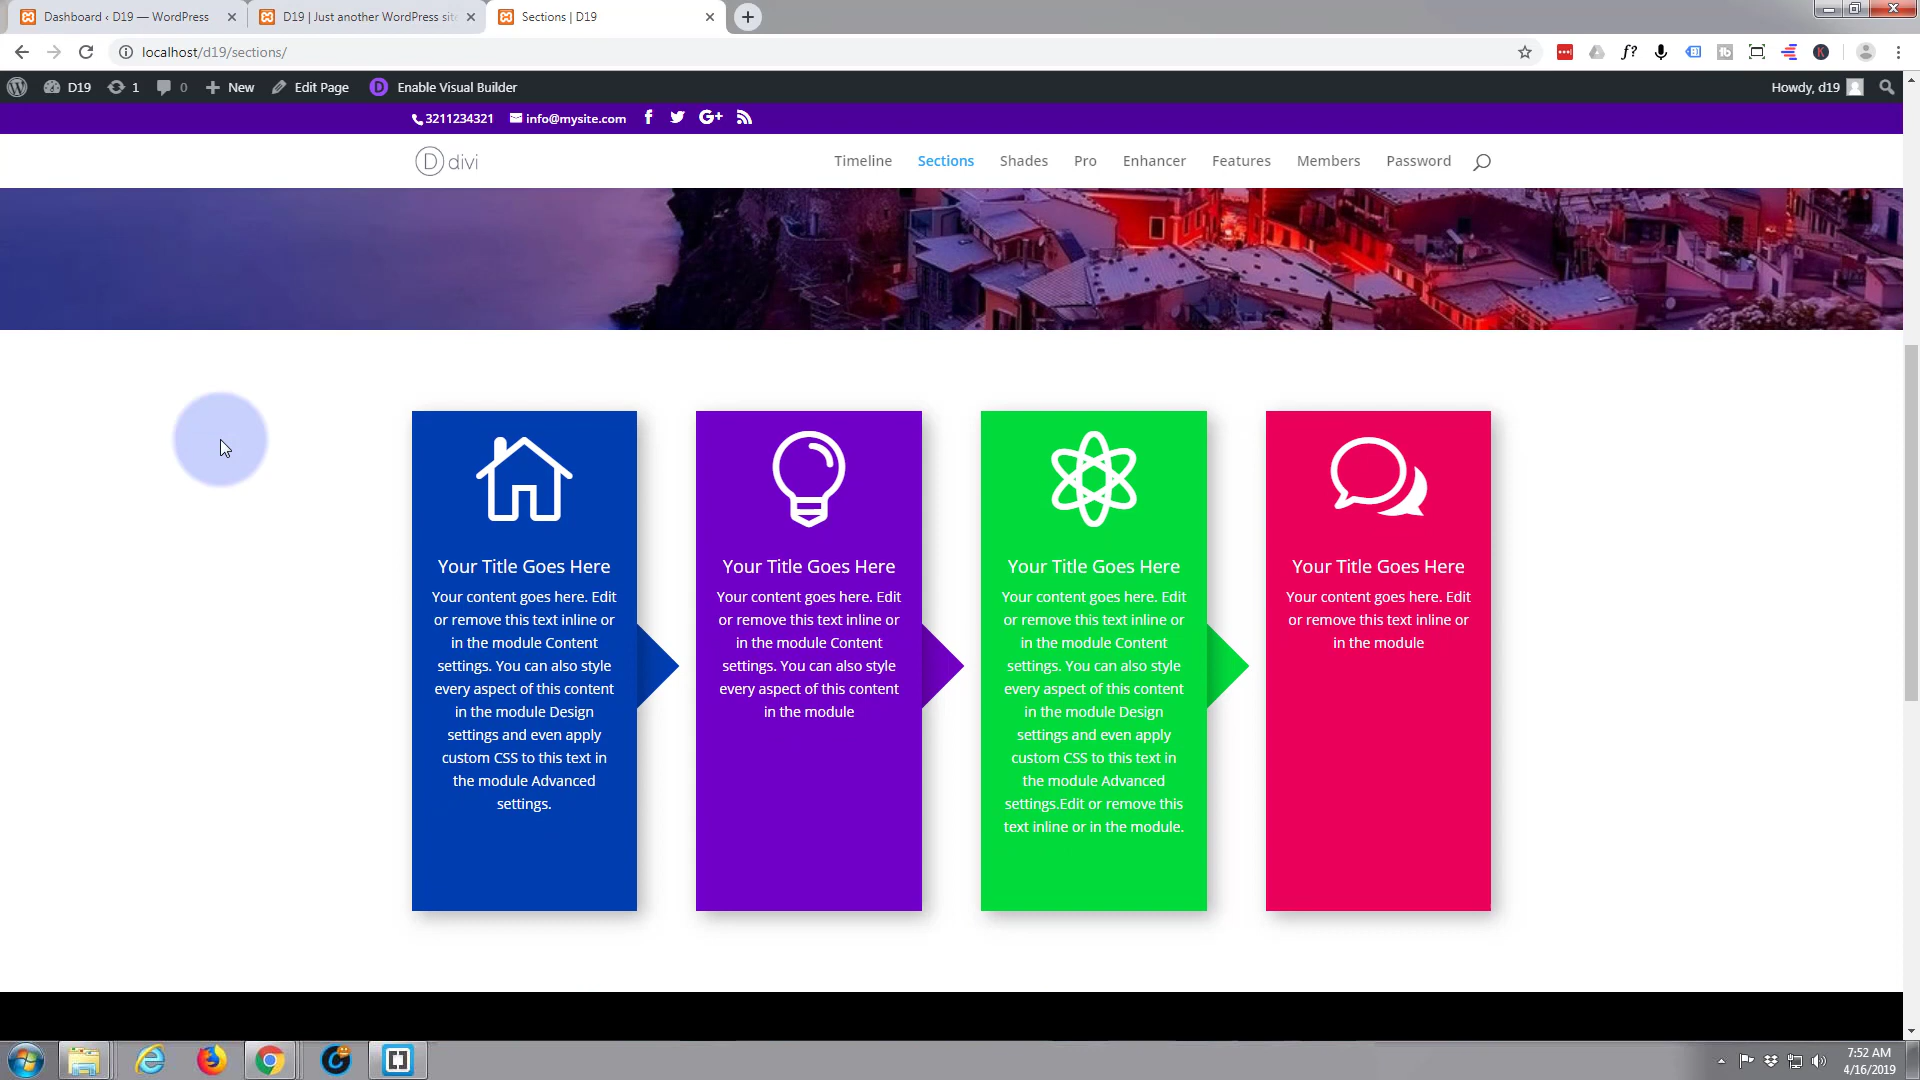 Dashboard ‹ D19 — WordPress
D19 | Just another WordPress site
Sections | D19
localhost/d19/sections/
D19
1
0
New
Edit Page
Enable Visual Builder
Howdy, d19
3211234321
info@mysite.com
divi
Timeline
Sections
Shades
Pro
Enhancer
Features
Members
Password
Your Title Goes Here
Your content goes here. Edit
or remove this text inline or
in the module Content
settings. You can also style
every aspect of this content
in the module Design
settings and even apply
custom CSS to this text in
the module Advanced
settings.
Your Title Goes Here
Your content goes here. Edit
or remove this text inline or
in the module Content
settings. You can also style
every aspect of this content
in the module
Your Title Goes Here
Your content goes here. Edit
or remove this text inline or
in the module Content
settings. You can also style
every aspect of this content
in the module Design
settings and even apply
custom CSS to this text in
the module Advanced
settings.Edit or remove this
text inline or in the module.
Your Title Goes Here
Your content goes here. Edit
or remove this text inline or
in the module
7:52 AM
4/16/2019